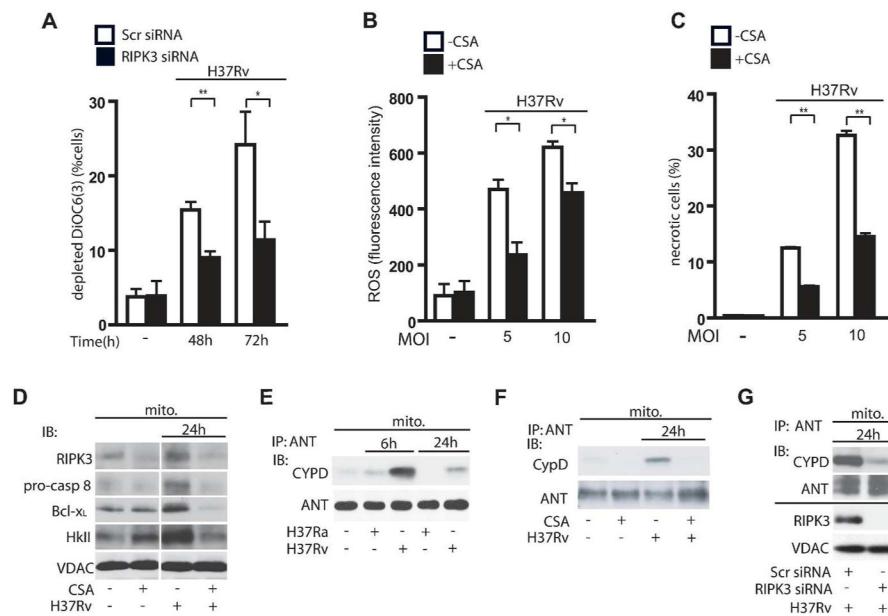 A
Scr siRNA
RIPK3 siRNA
H37Rv
**
*
depleted DiOC6(3) (%cells)
30
20
10
0
Time(h)
-
48h
72h
B
-CSA
+CSA
H37Rv
*
*
ROS (fluorescence intensity)
800
600
400
200
0
MOI
-
5
10
C
-CSA
+CSA
H37Rv
**
**
necrotic cells (%)
40
30
20
10
0
MOI
-
5
10
D
mito.
IB:
24h
RIPK3
pro-casp 8
Bcl-xL
HkII
VDAC
CSA - + - +
H37Rv - - + +
E
mito.
IP: ANT
6h 24h
IB:
CYPD
ANT
H37Ra - + - + -
H37Rv - - + - +
F
mito.
IP: ANT
24h
IB:
CypD
ANT
CSA - + - +
H37Rv - - + +
G
mito.
IP: ANT
24h
IB:
CYPD
ANT
RIPK3
VDAC
Scr siRNA + -
RIPK3 siRNA - +
H37Rv + +